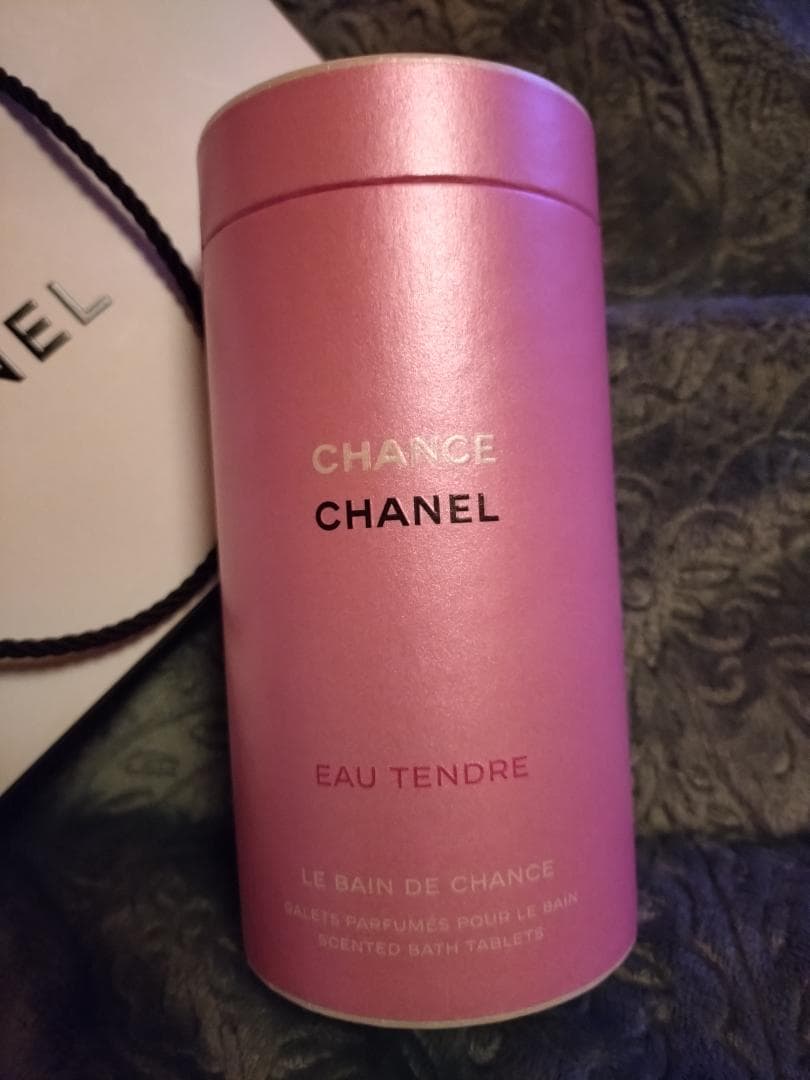 NEL
CHANCE
CHANEL
EAU TENDRE
LE BAIN DE CHANCE
GALETS PARFUMÉS POUR LE BAIN
SCENTED BATH TABLETS